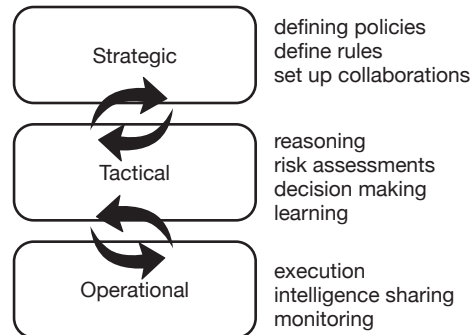 Strategic
defining policies
define rules
set up collaborations
Tactical
reasoning
risk assessments
decision making
learning
Operational
execution
intelligence sharing
monitoring